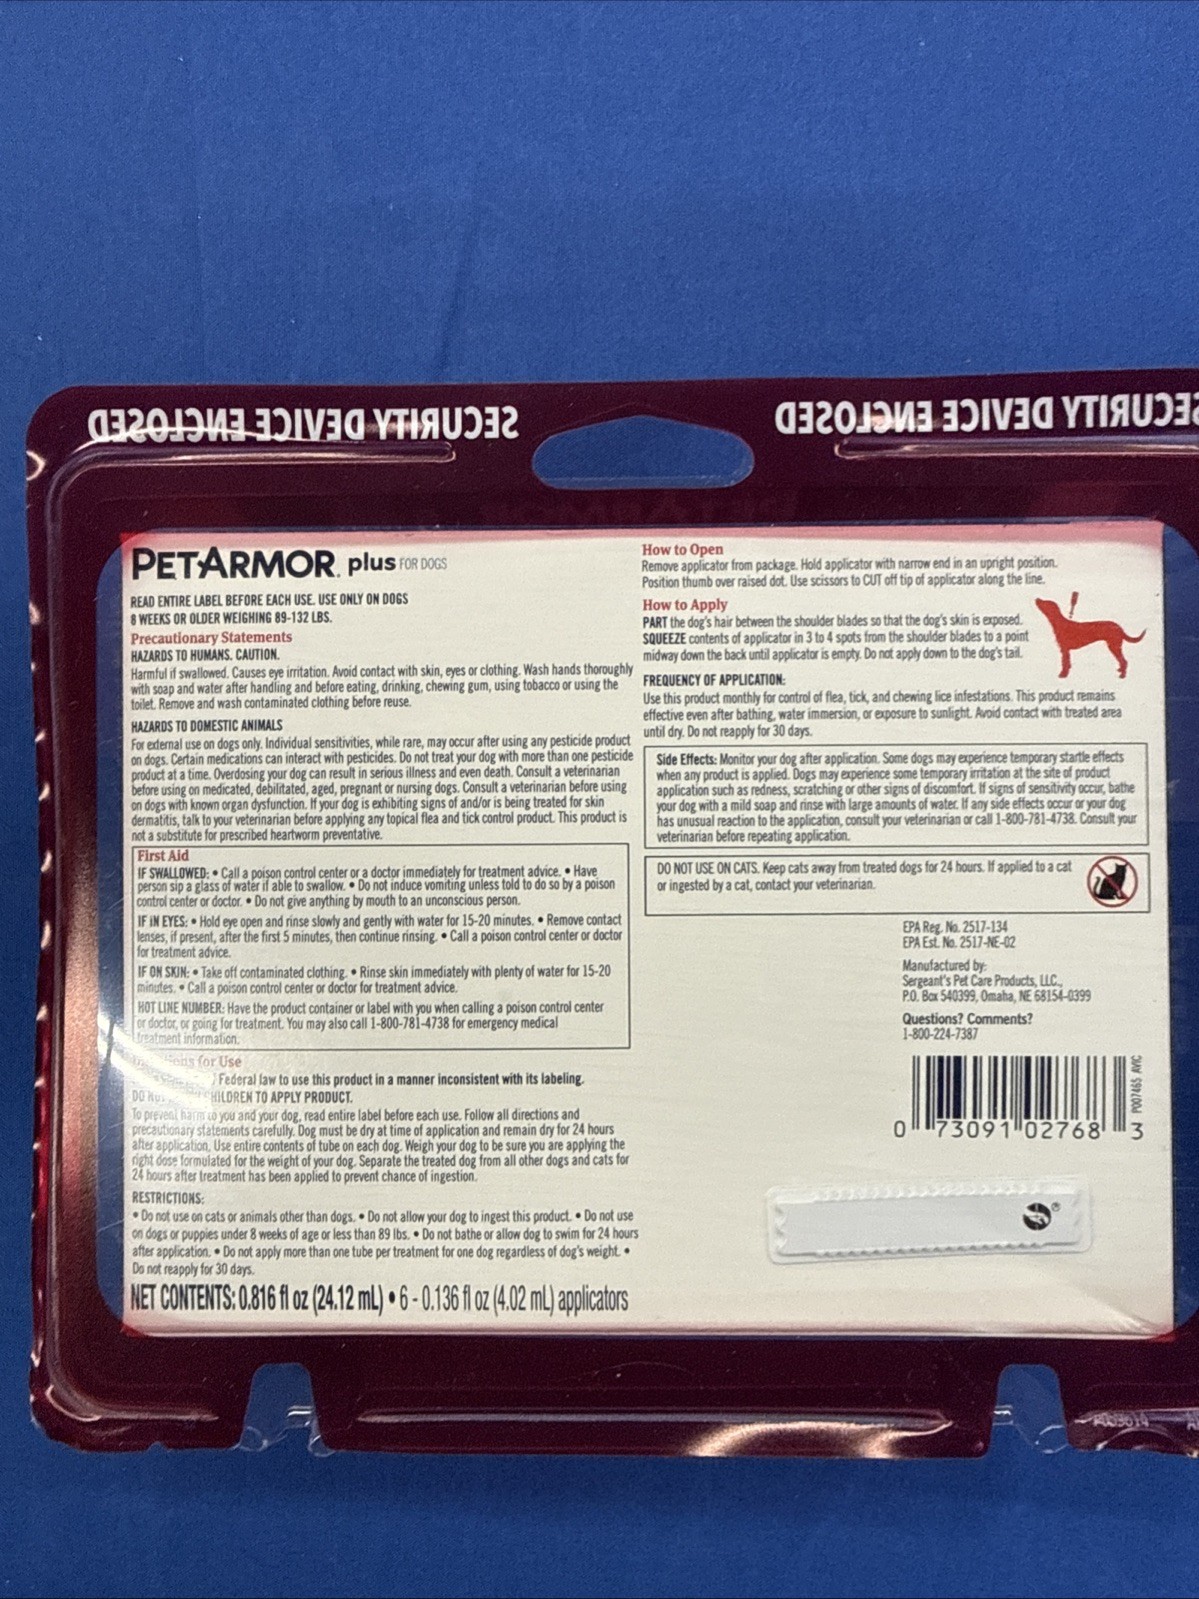 SECURITY DEVICE ENCLOSED
SECURITY DEVICE ENCLOSED
PETARMOR. plus FOR DOGS
READ ENTIRE LABEL BEFORE EACH USE. USE ONLY ON DOGS
8 WEEKS OR OLDER WEIGHING 89-132 LBS.
Precautionary Statements
HAZARDS TO HUMANS. CAUTION.
Harmful if swallowed. Causes eye irritation. Avoid contact with skin, eyes or clothing. Wash hands thoroughly
with soap and water after handling and before eating, drinking, chewing gum, using tobacco or using the
toilet. Remove and wash contaminated clothing before reuse.
HAZARDS TO DOMESTIC ANIMALS
For external use on dogs only. Individual sensitivities, while rare, may occur after using any pesticide product
on dogs. Certain medications can interact with pesticides. Do not treat your dog with more than one pesticide
product at a time. Overdosing your dog can result in serious illness and even death. Consult a veterinarian
before using on medicated, debilitated, aged, pregnant or nursing dogs. Consult a veterinarian before using
on dogs with known organ dysfunction. If your dog is exhibiting signs of and/or is being treated for skin
dermatitis, talk to your veterinarian before applying any topical flea and tick control product. This product is
not a substitute for prescribed heartworm preventative.
First Aid
IF SWALLOWED: • Call a poison control center or a doctor immediately for treatment advice. • Have
person sip a glass of water if able to swallow. • Do not induce vomiting unless told to do so by a poison
control center or doctor. • Do not give anything by mouth to an unconscious person.
IF IN EYES: • Hold eye open and rinse slowly and gently with water for 15-20 minutes. • Remove contact
lenses, if present, after the first 5 minutes, then continue rinsing. • Call a poison control center or doctor
for treatment advice.
IF ON SKIN: • Take off contaminated clothing. • Rinse skin immediately with plenty of water for 15-20
minutes. • Call a poison control center or doctor for treatment advice.
HOT LINE NUMBER: Have the product container or label with you when calling a poison control center
or doctor, or going for treatment. You may also call 1-800-781-4738 for emergency medical
treatment information.
for Use
Federal law to use this product in a manner inconsistent with its labeling.
DO NOT CHILDREN TO APPLY PRODUCT.
To prevent harm to you and your dog, read entire label before each use. Follow all directions and
precautionary statements carefully. Dog must be dry at time of application and remain dry for 24 hours
after application. Use entire contents of tube on each dog. Weigh your dog to be sure you are applying the
right dose formulated for the weight of your dog. Separate the treated dog from all other dogs and cats for
24 hours after treatment has been applied to prevent chance of ingestion.
RESTRICTIONS:
• Do not use on cats or animals other than dogs. • Do not allow your dog to ingest this product. • Do not use
on dogs or puppies under 8 weeks of age or less than 89 lbs. • Do not bathe or allow dog to swim for 24 hours
after application. • Do not apply more than one tube per treatment for one dog regardless of dog's weight. •
Do not reapply for 30 days.
NET CONTENTS: 0.816 fl oz (24.12 mL) • 6 - 0.136 fl oz (4.02 mL) applicators
How to Open
Remove applicator from package. Hold applicator with narrow end in an upright position.
Position thumb over raised dot. Use scissors to CUT off tip of applicator along the line.
How to Apply
PART the dog's hair between the shoulder blades so that the dog's skin is exposed.
SQUEEZE contents of applicator in 3 to 4 spots from the shoulder blades to a point
midway down the back until applicator is empty. Do not apply down to the dog's tail.
FREQUENCY OF APPLICATION:
Use this product monthly for control of flea, tick, and chewing lice infestations. This product remains
effective even after bathing, water immersion, or exposure to sunlight. Avoid contact with treated area
until dry. Do not reapply for 30 days.
Side Effects: Monitor your dog after application. Some dogs may experience temporary startle effects
when any product is applied. Dogs may experience some temporary irritation at the site of product
application such as redness, scratching or other signs of discomfort. If signs of sensitivity occur, bathe
your dog with a mild soap and rinse with large amounts of water. If any side effects occur or your dog
has unusual reaction to the application, consult your veterinarian or call 1-800-781-4738. Consult your
veterinarian before repeating application.
DO NOT USE ON CATS. Keep cats away from treated dogs for 24 hours. If applied to a cat
or ingested by a cat, contact your veterinarian.
EPA Reg. No. 2517-134
EPA Est. No. 2517-NE-02
Manufactured by:
Sergeant's Pet Care Products, LLC.,
P.O. Box 540399, Omaha, NE 68154-0399
Questions? Comments?
1-800-224-7387
0 73091 02768 3
P007465 AVIC